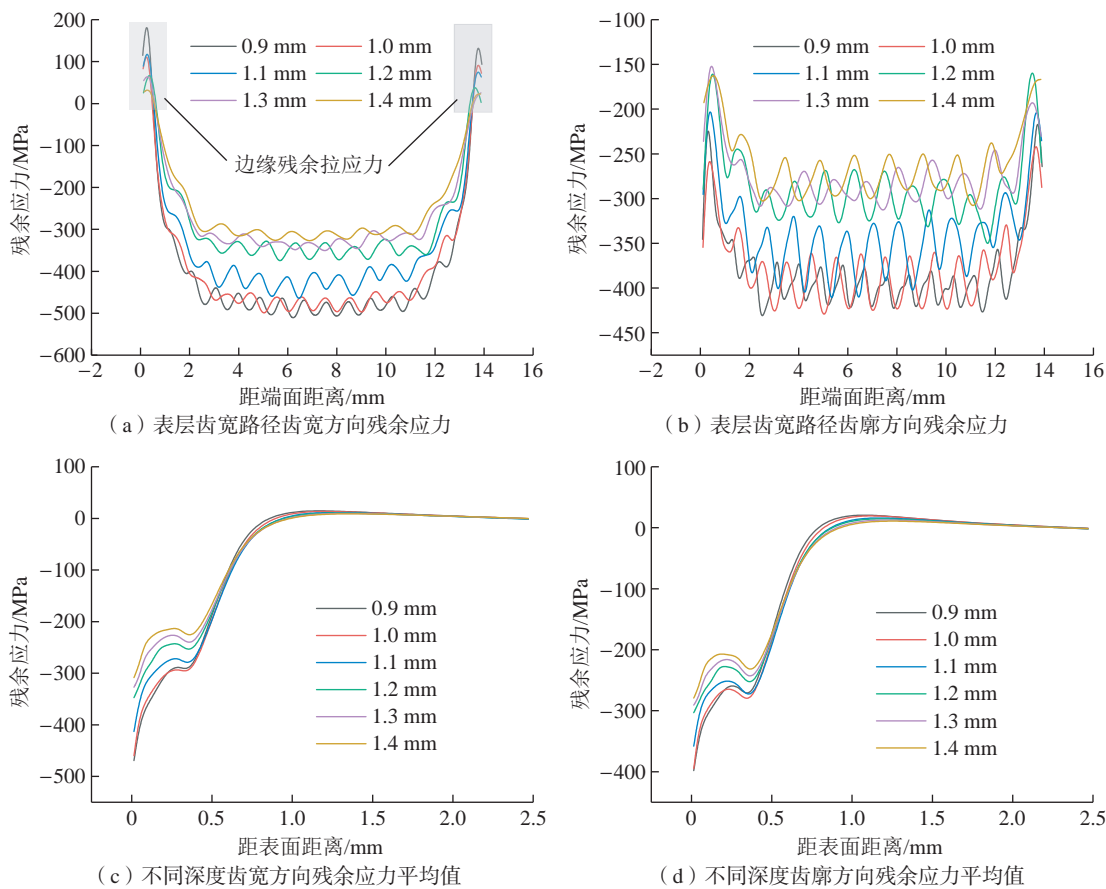 200
100
0
−100
−200
−300
−400
−500
−600
残余应力/MPa
0.9 mm 1.0 mm
1.1 mm 1.2 mm
1.3 mm 1.4 mm
边缘残余拉应力
−2 0 2 4 6 8 10 12 14 16
距端面距离/mm
（a）表层齿宽路径齿宽方向残余应力
−100
−150
−200
−250
−300
−350
−400
−450
残余应力/MPa
0.9 mm 1.0 mm
1.1 mm 1.2 mm
1.3 mm 1.4 mm
−2 0 2 4 6 8 10 12 14 16
距端面距离/mm
（b）表层齿宽路径齿廓方向残余应力
100
0
−100
−200
−300
−400
−500
残余应力/MPa
0.9 mm
1.0 mm
1.1 mm
1.2 mm
1.3 mm
1.4 mm
0 0.5 1.0 1.5 2.0 2.5
距表面距离/mm
（c）不同深度齿宽方向残余应力平均值
100
0
−100
−200
−300
−400
残余应力/MPa
0.9 mm
1.0 mm
1.1 mm
1.2 mm
1.3 mm
1.4 mm
0 0.5 1.0 1.5 2.0 2.5
距表面距离/mm
（d）不同深度齿廓方向残余应力平均值